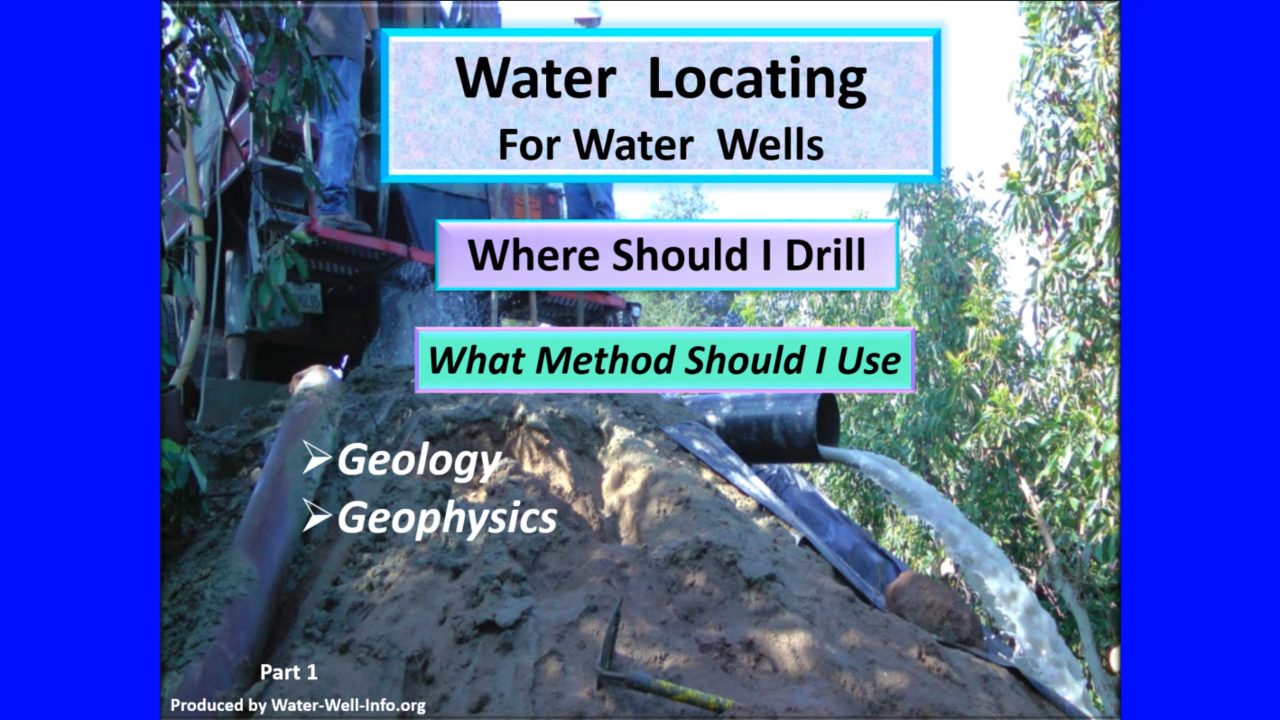 Water Locating
For Water Wells
Where Should I Drill
What Method Should I Use
Geology
Geophysics
Part 1
Produced by Water-Well-Info.org